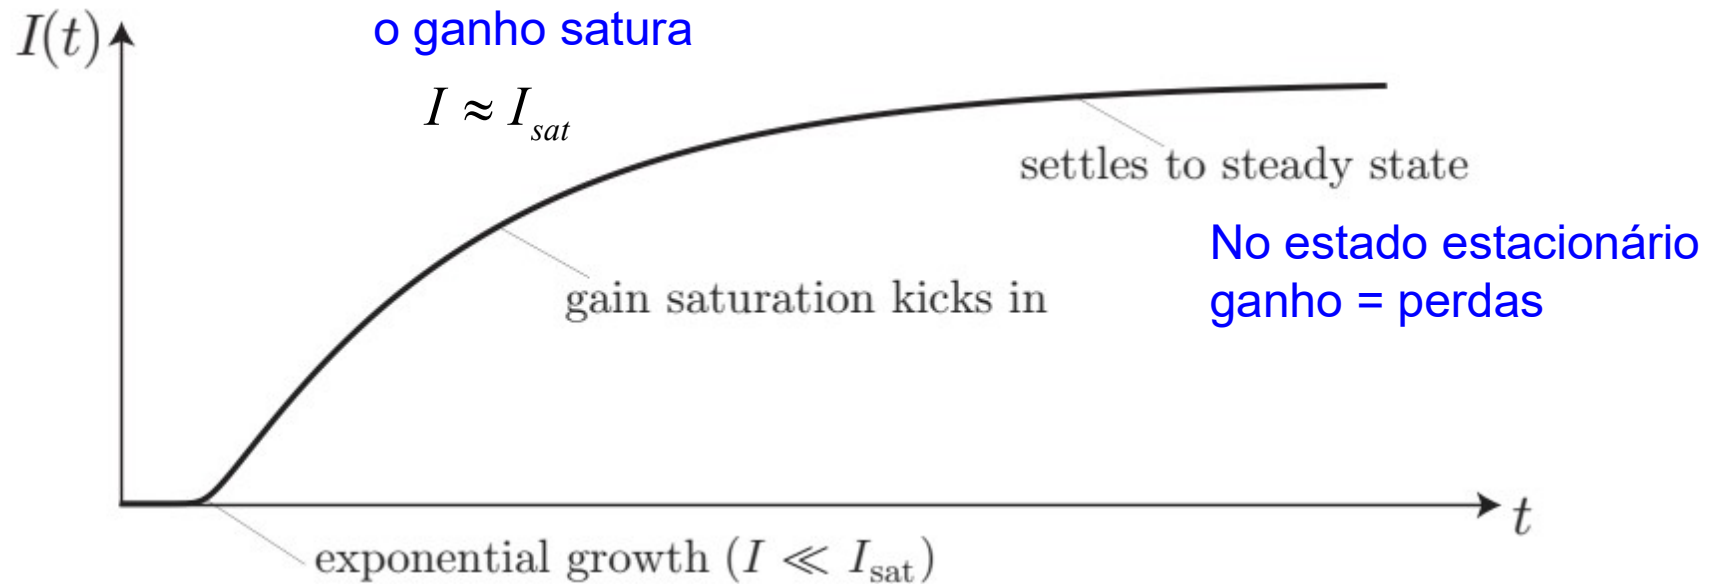 I(t)
o ganho satura
I ≈ I_sat
settles to steady state
No estado estacionário
ganho = perdas
gain saturation kicks in
t
exponential growth (I ≪ I_sat)